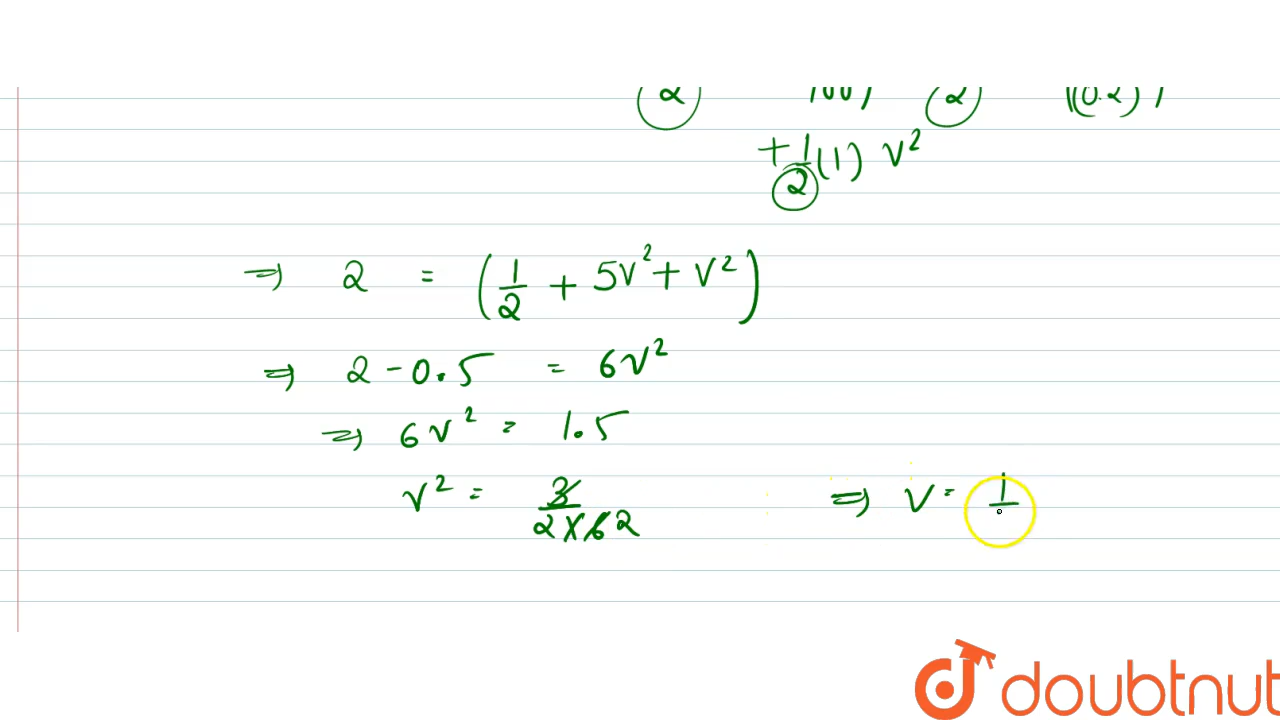 + 1/2 (1) v²
⇒ 2 = (1/2 + 5v² + v²)
⇒ 2 - 0.5 = 6v²
⇒ 6v² = 1.5
v² = 3/2×6 2 ⇒ v = 1
doubtnut